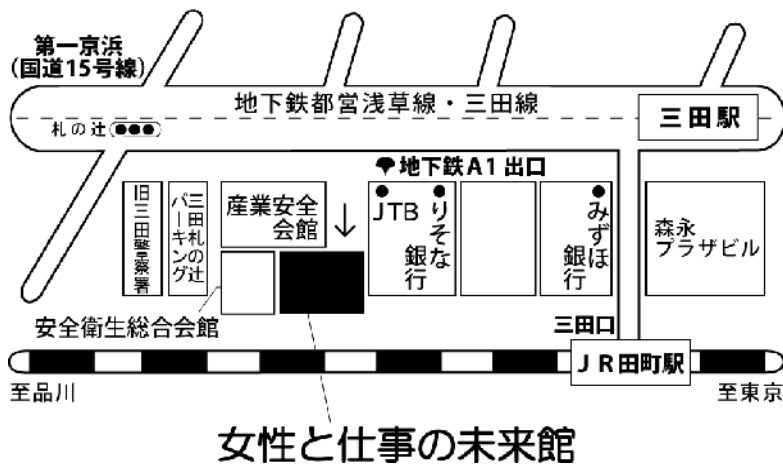 第一京浜
(国道15号線)
地下鉄都営浅草線・三田線
三田駅
札の辻
地下鉄A1出口
旧三田警察署
三田札の辻
パーキング
産業安全
会館
JTB
りそな
銀行
みずほ
銀行
森永
プラザビル
安全衛生総合会館
三田口
JR田町駅
至品川
至東京
女性と仕事の未来館